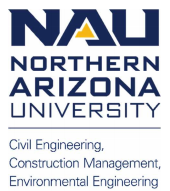 NAU
NORTHERN
ARIZONA
UNIVERSITY
Civil Engineering,
Construction Management,
Environmental Engineering